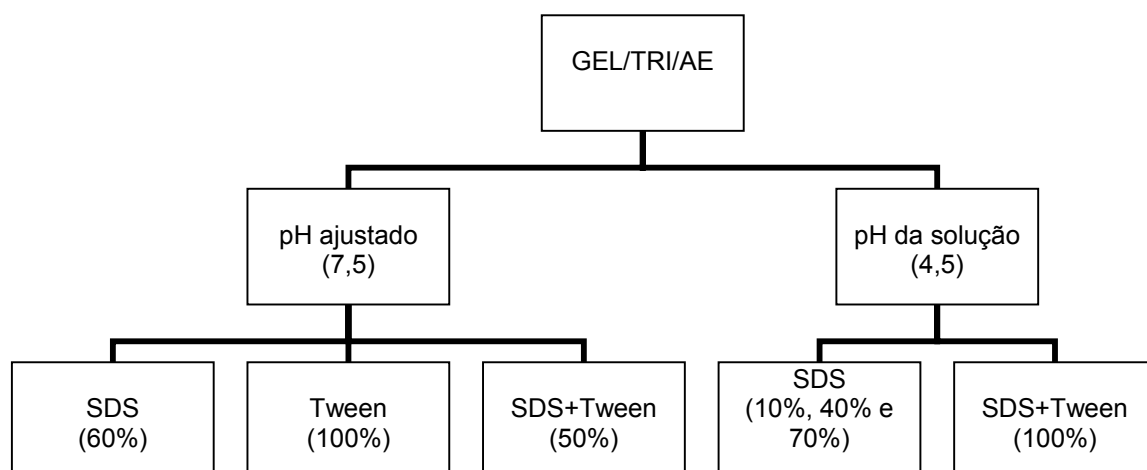 GEL/TRI/AE
pH ajustado
(7,5)
pH da solução
(4,5)
SDS
(60%)
Tween
(100%)
SDS+Tween
(50%)
SDS
(10%, 40% e
70%)
SDS+Tween
(100%)